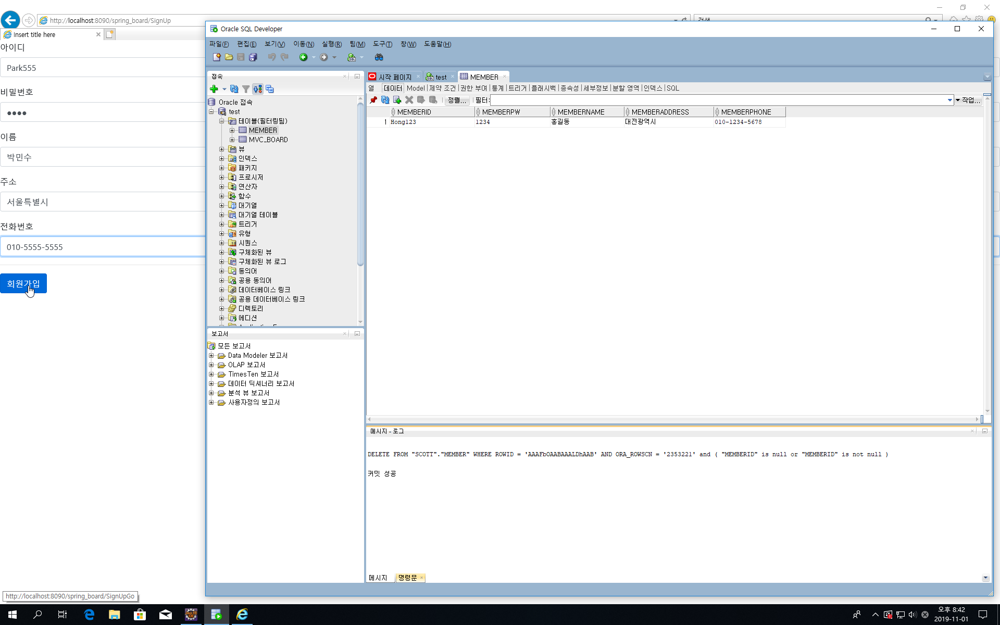 http://localhost:8090/spring_board/SignUp
검색
Insert title here
아이디
Park555
비밀번호
●●●●
이름
박민수
주소
서울특별시
전화번호
010-5555-5555
회원가입
http://localhost:8090/spring_board/SignUpGo
Oracle SQL Developer
파일(F) 편집(E) 보기(V) 이동(N) 실행(R) 팀(M) 도구(T) 창(W) 도움말(H)
접속
Oracle 접속
test
테이블(필터링됨)
MEMBER
MVC_BOARD
뷰
인덱스
패키지
프로시저
연산자
함수
대기열
대기열 테이블
트리거
유형
시퀀스
구체화된 뷰
구체화된 뷰 로그
동의어
공용 동의어
데이터베이스 링크
공용 데이터베이스 링크
디렉토리
에디션
보고서
모든 보고서
Data Modeler 보고서
OLAP 보고서
TimesTen 보고서
데이터 딕셔너리 보고서
분석 뷰 보고서
사용자정의 보고서
시작 페이지 test MEMBER
열 데이터 Model 제약 조건 권한 부여 통계 트리거 플래시백 종속성 세부정보 분할 영역 인덱스 SQL
정렬... 필터: 작업...
MEMBERID MEMBERPW MEMBERNAME MEMBERADDRESS MEMBERPHONE
1 Hong123 1234 홍길동 대전광역시 010-1234-5678
메시지 - 로그
DELETE FROM "SCOTT"."MEMBER" WHERE ROWID = 'AAAFbOAABAAALDhAAB' AND ORA_ROWSCN = '2353221' and ( "MEMBERID" is null or "MEMBERID" is not null )
커밋 성공
메시지 명령문
오후 8:42
2019-11-01